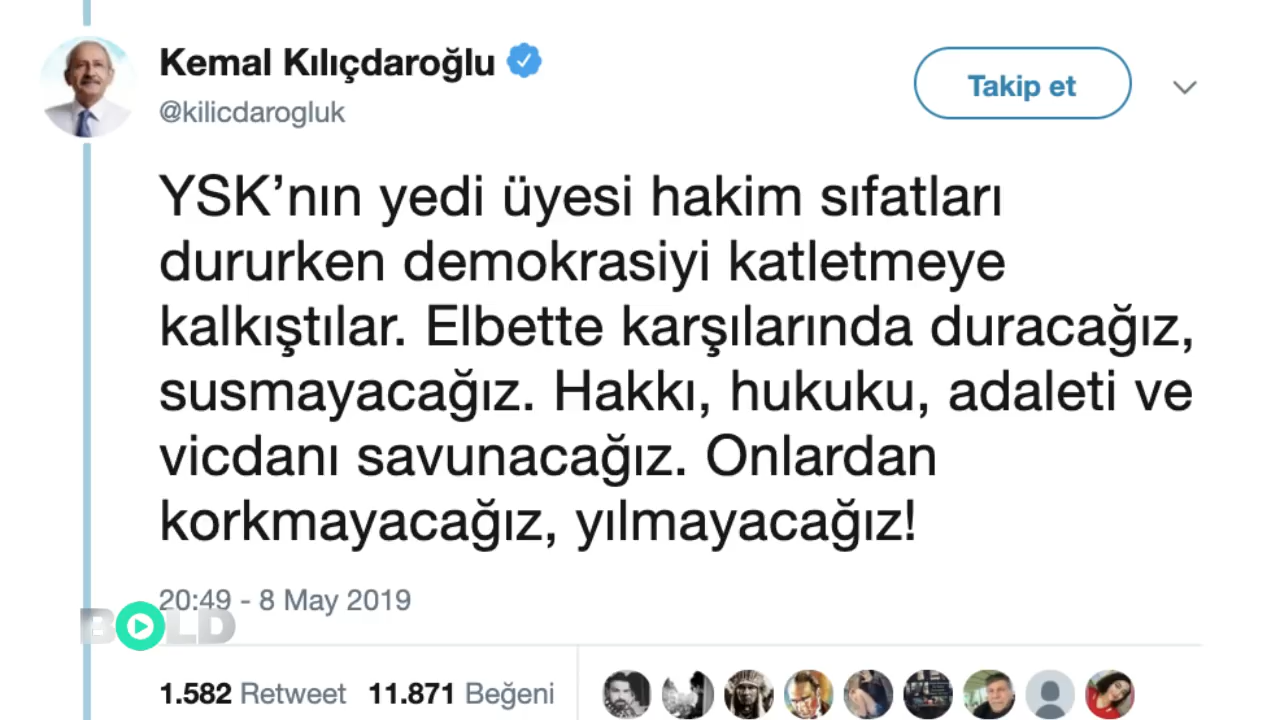 Kemal Kılıçdaroğlu
@kilicdarogluk
Takip et
YSK’nın yedi üyesi hakim sıfatları
dururken demokrasiyi katletmeye
kalkıştılar. Elbette karşılarında duracağız,
susmayacağız. Hakkı, hukuku, adaleti ve
vicdanı savunacağız. Onlardan
korkmayacağız, yılmayacağız!
20:49 - 8 May 2019
BOLD
1.582 Retweet 11.871 Beğeni